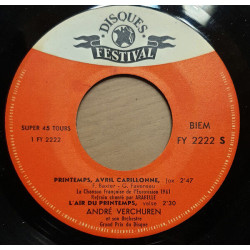 DISQUES
FESTIVAL
SUPER 45 TOURS
1 FY 2222
BIEM
FY 2222 S
PRINTEMPS, AVRIL CARILLONNE, fox 2'47
La Chanson Française de l'Eurovision 1961
L'AIR DU PRINTEMPS, valse 2'30
ANDRÉ VERCHUREN
et son Orchestre
Grand Prix du Disque